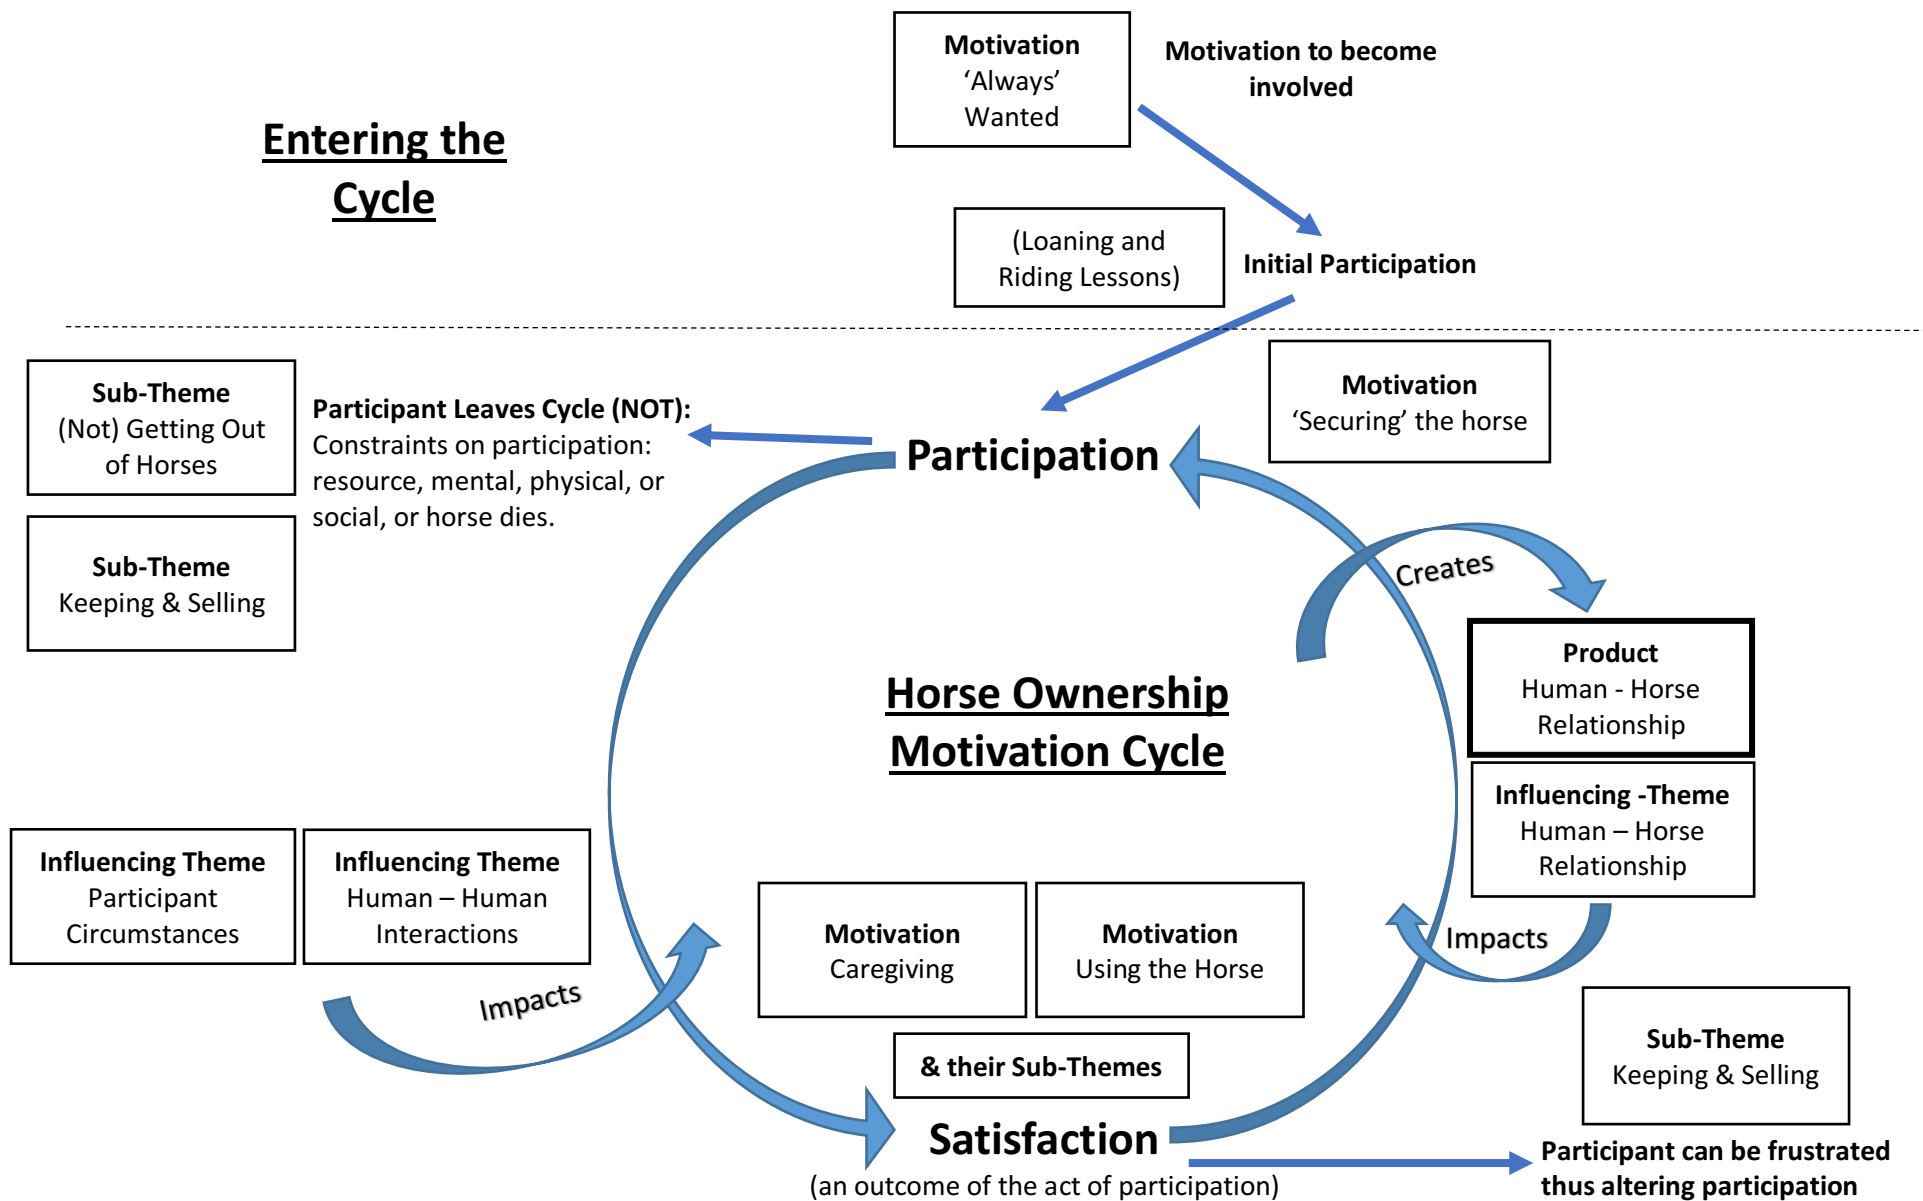 Motivation
‘Always’
Wanted
Motivation to become
involved
Entering the
Cycle
(Loaning and
Riding Lessons)
Initial Participation
Sub-Theme
(Not) Getting Out
of Horses
Participant Leaves Cycle (NOT):
Constraints on participation:
resource, mental, physical, or
social, or horse dies.
Participation
Motivation
‘Securing’ the horse
Sub-Theme
Keeping & Selling
Creates
Product
Human - Horse
Relationship
Horse Ownership
Motivation Cycle
Influencing -Theme
Human – Horse
Relationship
Influencing Theme
Participant
Circumstances
Influencing Theme
Human – Human
Interactions
Impacts
Motivation
Caregiving
Motivation
Using the Horse
Impacts
& their Sub-Themes
Sub-Theme
Keeping & Selling
Satisfaction
(an outcome of the act of participation)
Participant can be frustrated
thus altering participation